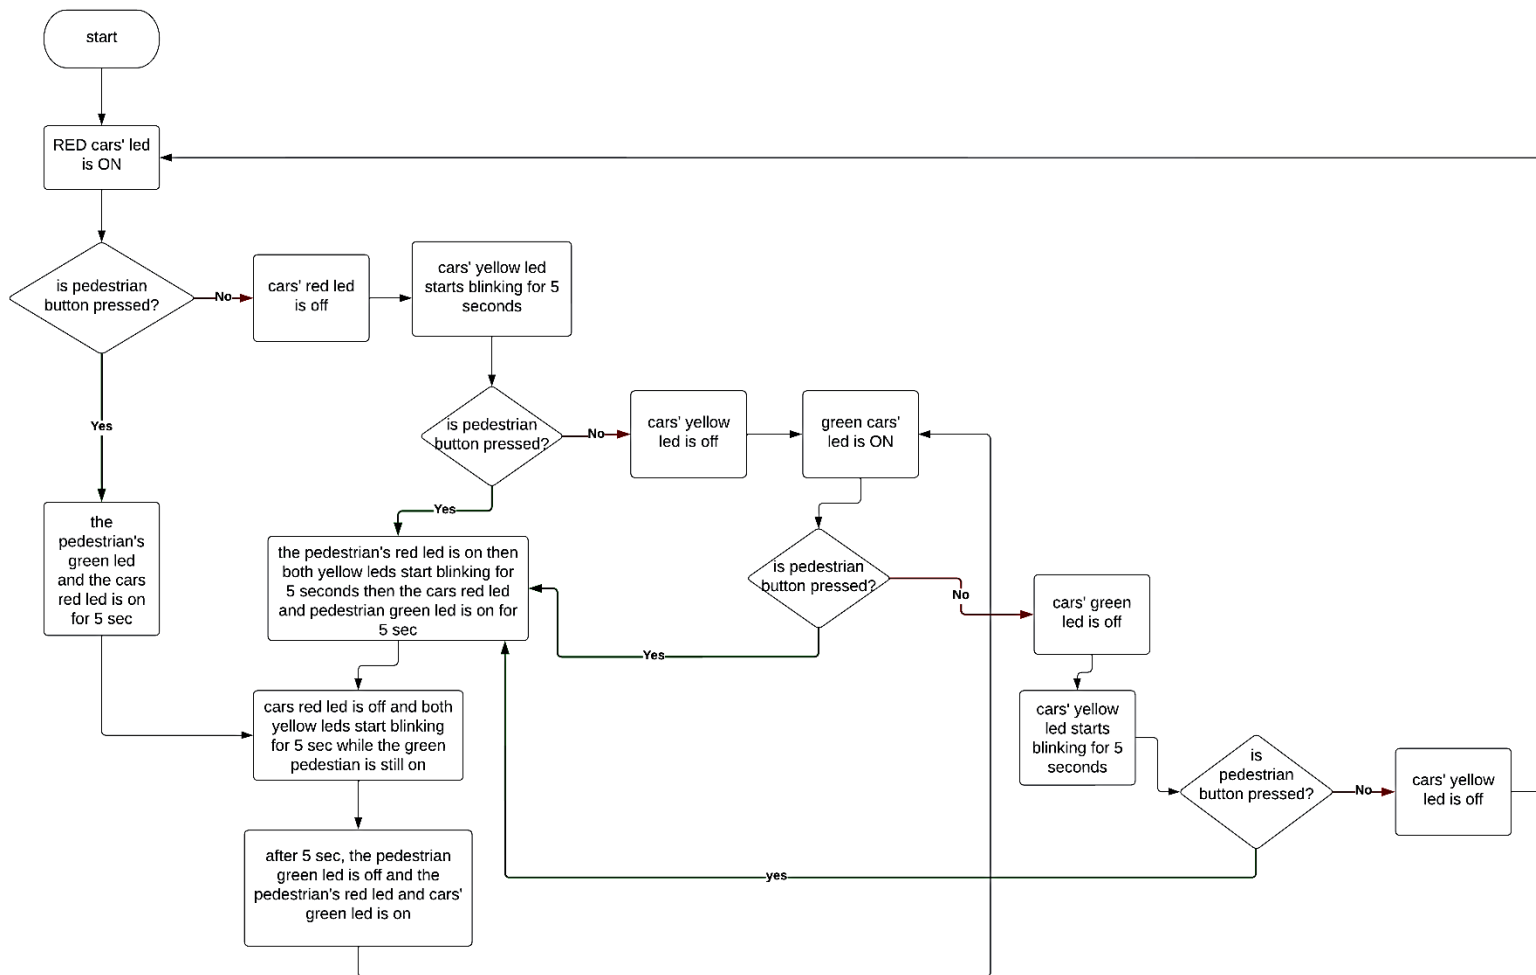 start
RED cars' led
is ON
is pedestrian
button pressed?
No
cars' red led
is off
cars' yellow led
starts blinking for 5
seconds
Yes
is pedestrian
button pressed?
No
cars' yellow
led is off
green cars'
led is ON
Yes
the
pedestrian's
green led
and the cars
red led is on
for 5 sec
the pedestrian's red led is on then
both yellow leds start blinking for
5 seconds then the cars red led
and pedestrian green led is on for
5 sec
is pedestrian
button pressed?
No
Yes
cars' green
led is off
cars red led is off and both
yellow leds start blinking
for 5 sec while the green
pedestian is still on
cars' yellow
led starts
blinking for 5
seconds
is
pedestrian
button pressed?
No
cars' yellow
led is off
yes
after 5 sec, the pedestrian
green led is off and the
pedestrian's red led and cars'
green led is on